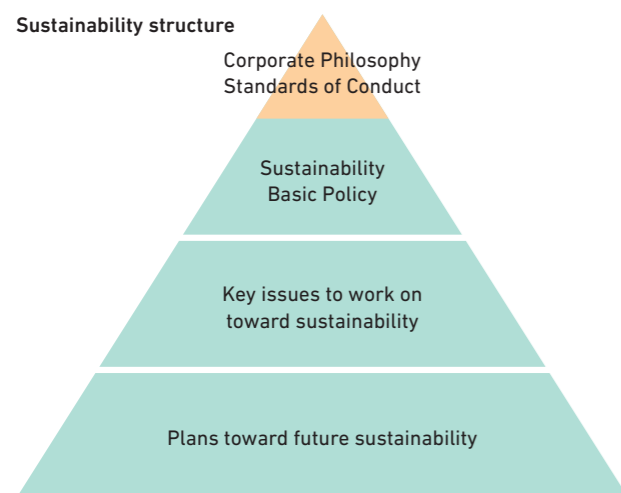 Sustainability structure
Corporate Philosophy
Standards of Conduct
Sustainability
Basic Policy
Key issues to work on
toward sustainability
Plans toward future sustainability